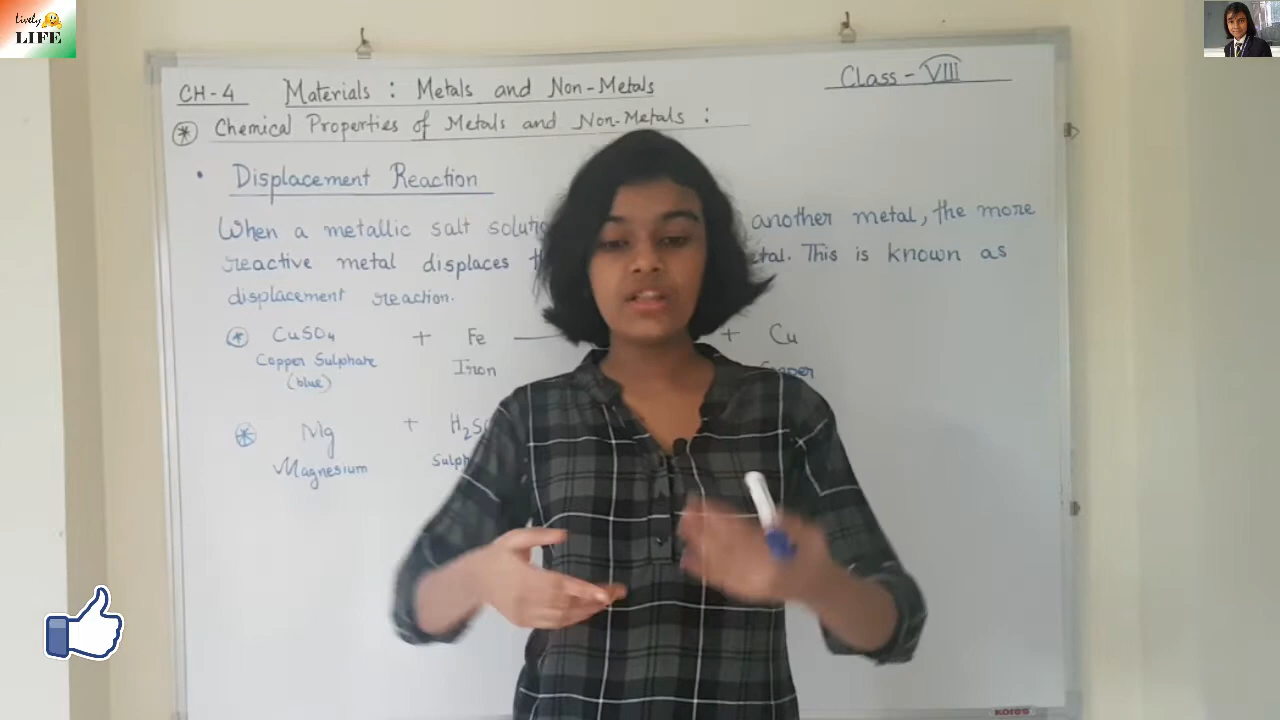 Lively
LIFE
CH-4 Materials : Metals and Non-Metals Class-VIII
* Chemical Properties of Metals and Non-Metals :
• Displacement Reaction
When a metallic salt another metal, the more
reactive metal displaces This is known as
displacement reaction.
* CuSO4 + Fe + Cu
Copper Sulphate Iron
(blue)
* Mg +
Magnesium
Kores